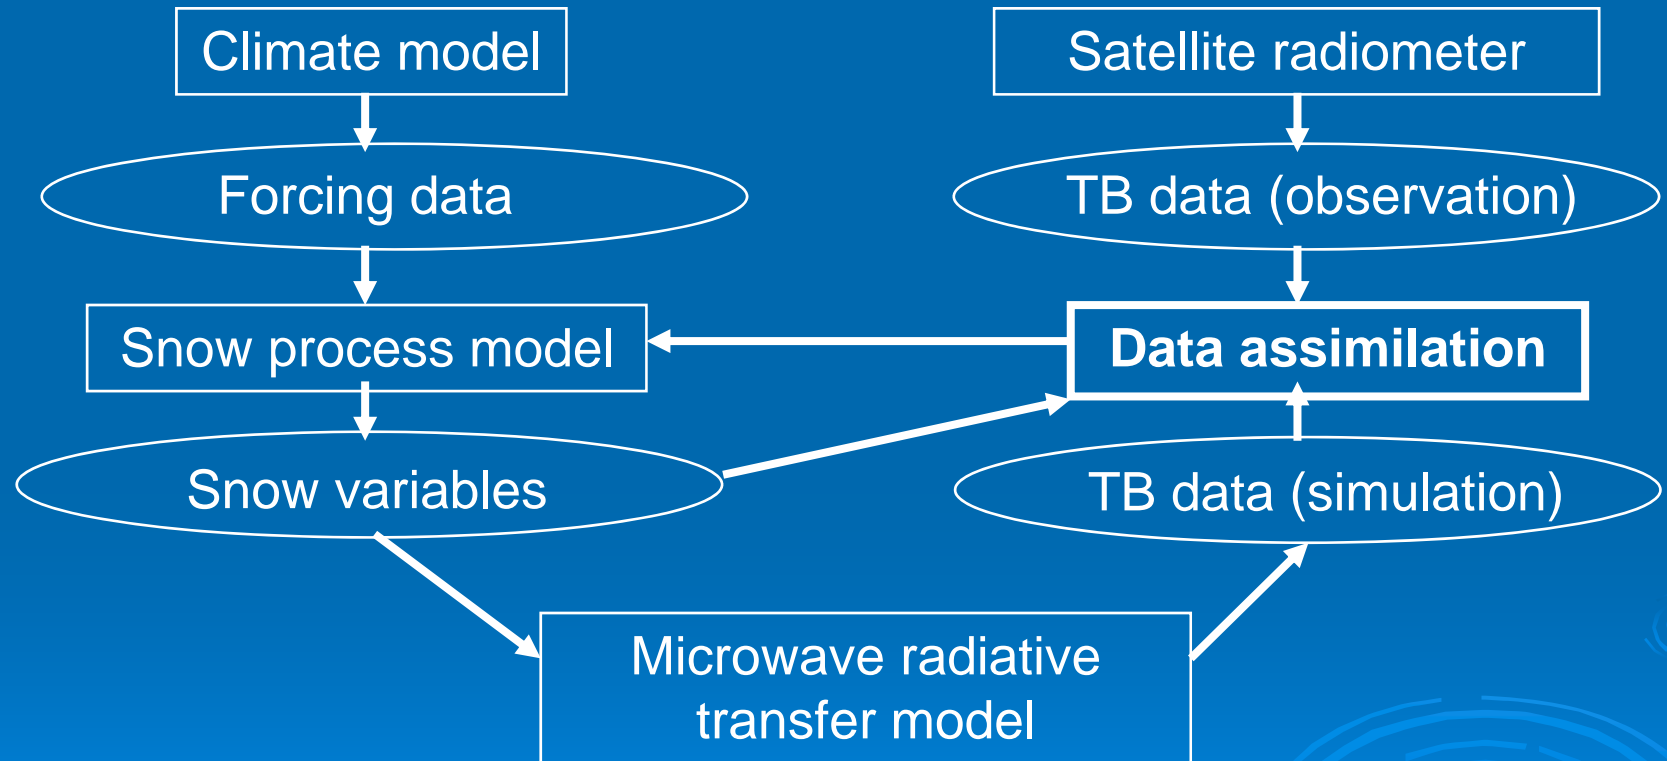 Climate model
Satellite radiometer
Forcing data
TB data (observation)
Snow process model
Data assimilation
Snow variables
TB data (simulation)
Microwave radiative
transfer model